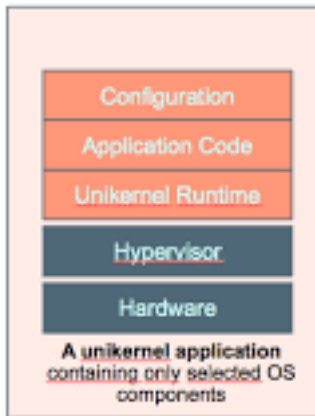 Configuration
Application Code
Unikernel Runtime
Hypervisor
Hardware
A unikernel application
containing only selected OS
components